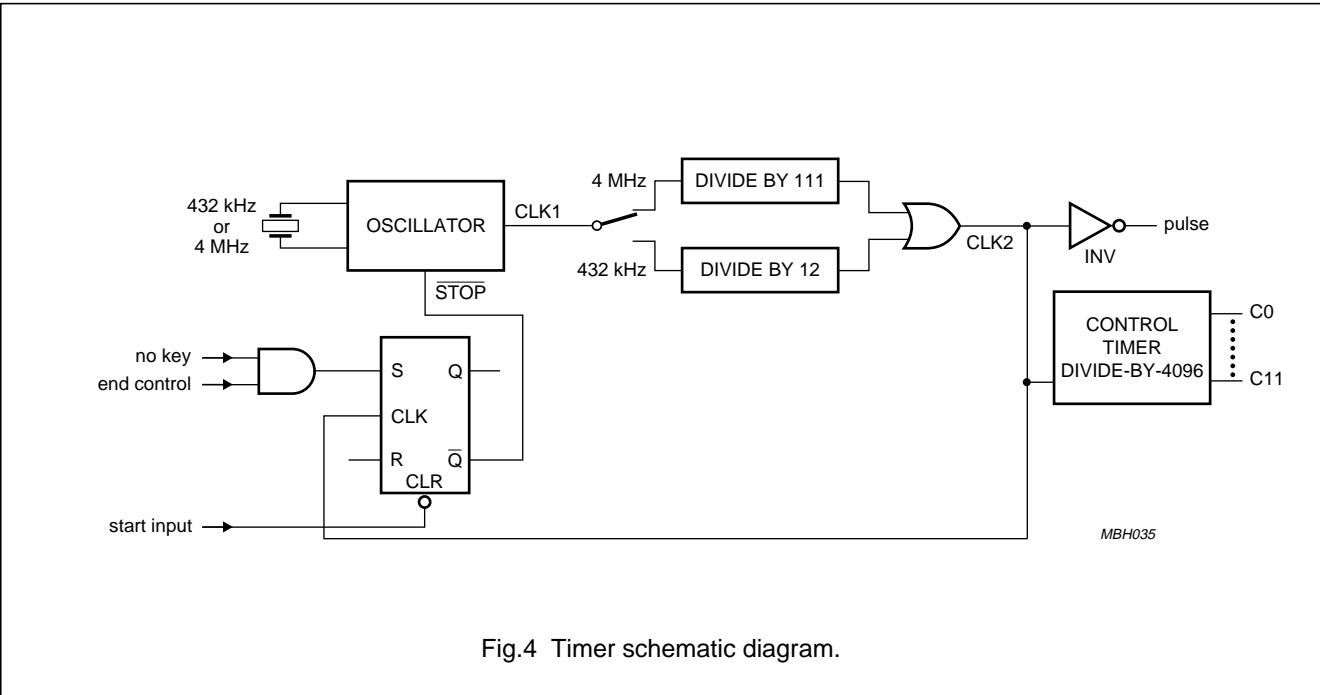 432 kHz
or
4 MHz
OSCILLATOR
CLK1
4 MHz
DIVIDE BY 111
432 kHz
DIVIDE BY 12
CLK2
INV
pulse
STOP
CONTROL
TIMER
DIVIDE-BY-4096
C0
C11
no key
end control
S
Q
CLK
R
Q
CLR
start input
MBH035
Fig.4 Timer schematic diagram.